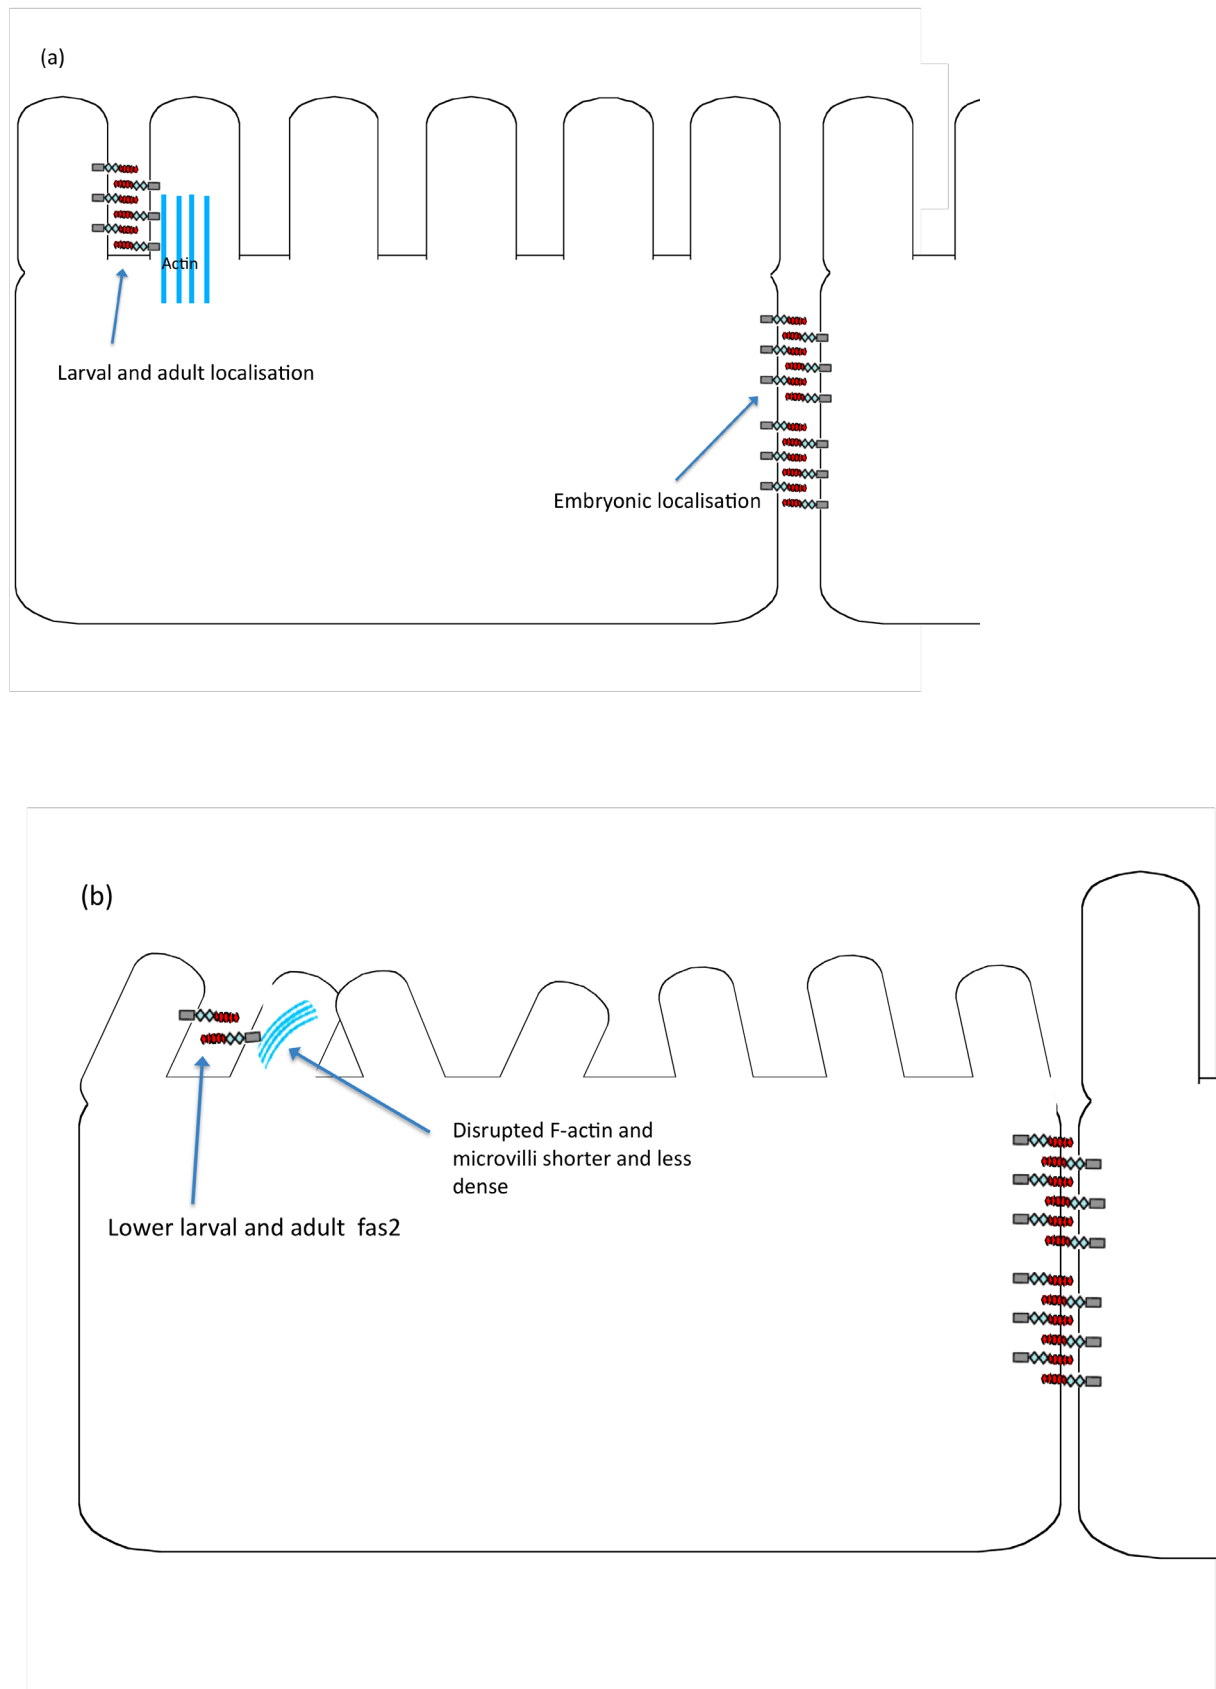 (a)
Actin
Larval and adult localisation
Embryonic localisation
(b)
Disrupted F-actin and
microvilli shorter and less
dense
Lower larval and adult fas2